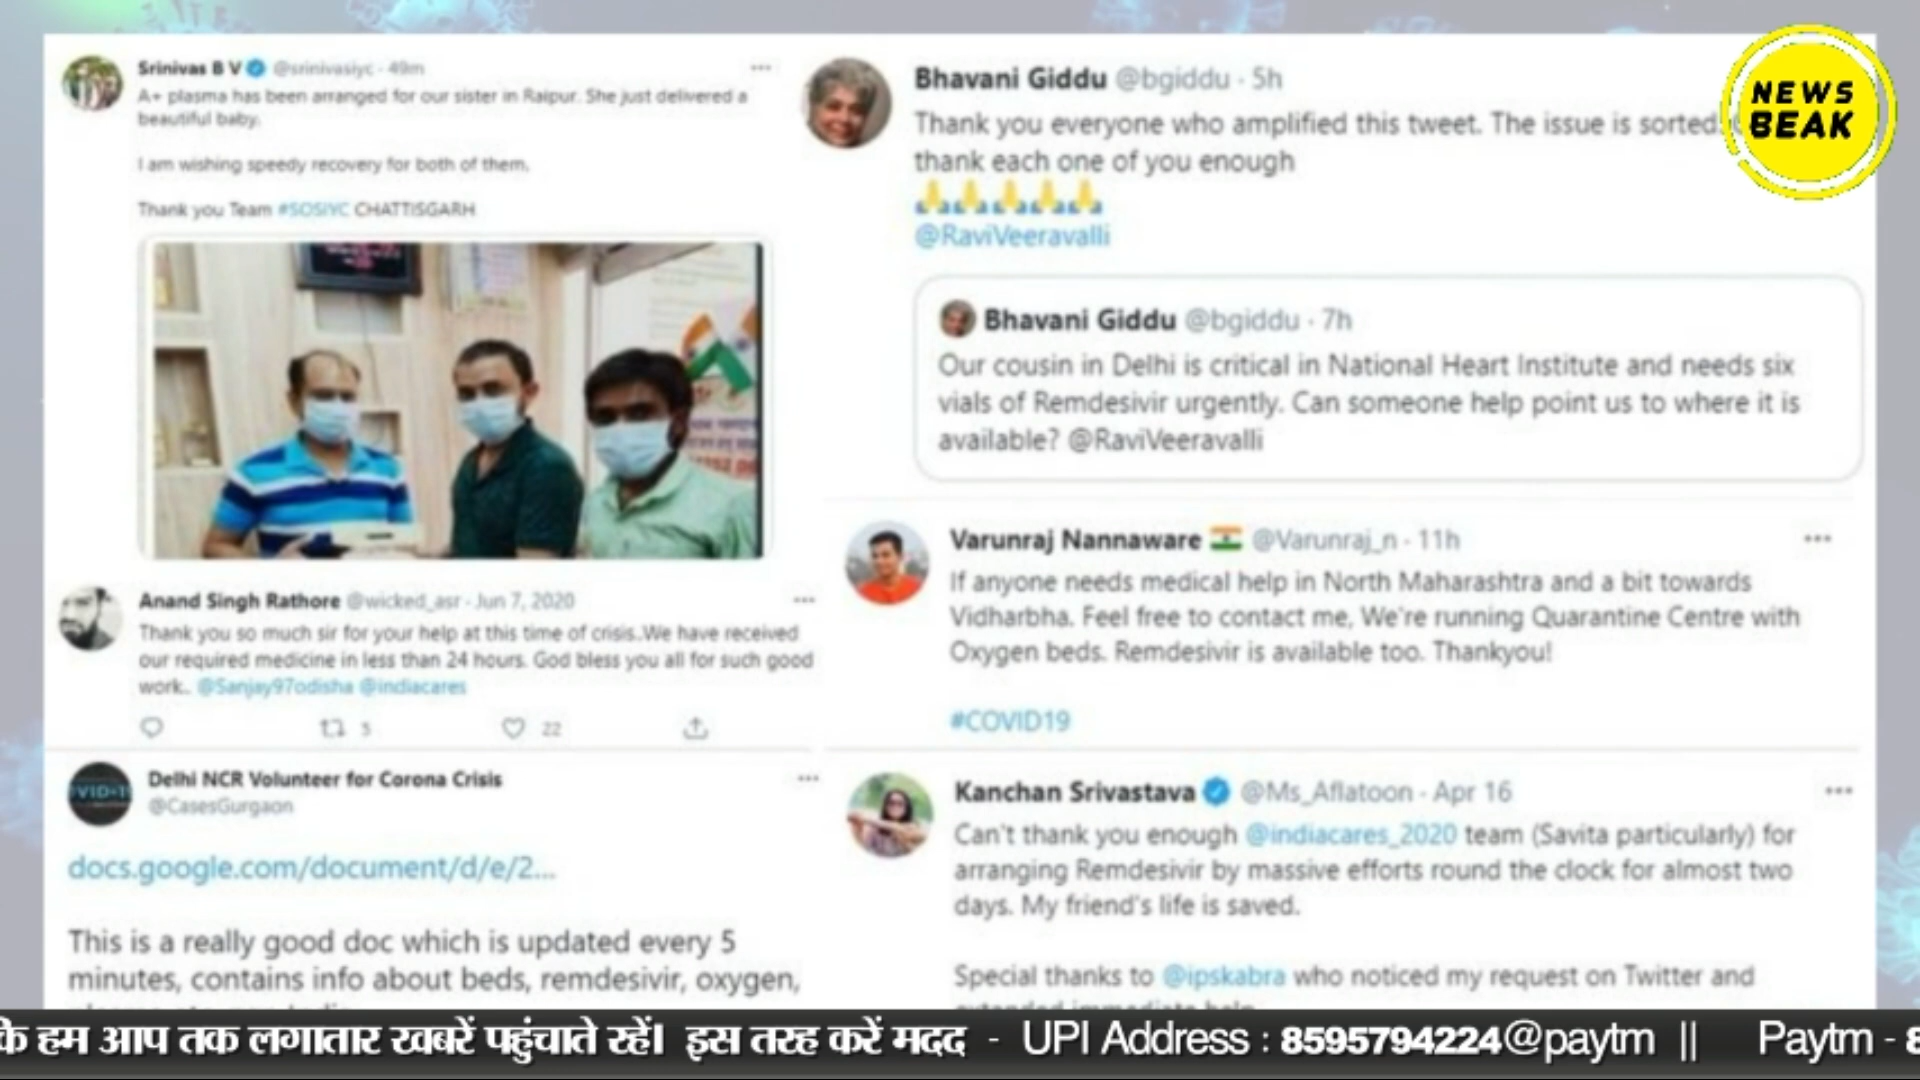 Srinivas B V @srinivasiyc · 49m
A+ plasma has been arranged for our sister in Raipur. She just delivered a
beautiful baby.
I am wishing speedy recovery for both of them.
Thank you Team #SOSIYC CHATTISGARH
Anand Singh Rathore @wicked_asr · Jun 7, 2020
Thank you so much sir for your help at this time of crisis..We have received
our required medicine in less than 24 hours. God bless you all for such good
work.. @Sanjay97odisha @indiacares
22
VID-1
Delhi NCR Volunteer for Corona Crisis
@CasesGurgaon
docs.google.com/document/d/e/2...
This is a really good doc which is updated every 5
minutes, contains info about beds, remdesivir, oxygen,
Bhavani Giddu @bgiddu · 5h
Thank you everyone who amplified this tweet. The issue is sorted
thank each one of you enough
🙏🙏🙏🙏🙏
@RaviVeeravalli
Bhavani Giddu @bgiddu · 7h
Our cousin in Delhi is critical in National Heart Institute and needs six
vials of Remdesivir urgently. Can someone help point us to where it is
available? @RaviVeeravalli
Varunraj Nannaware @Varunraj_n · 11h
If anyone needs medical help in North Maharashtra and a bit towards
Vidharbha. Feel free to contact me, We're running Quarantine Centre with
Oxygen beds. Remdesivir is available too. Thankyou!
#COVID19
Kanchan Srivastava @Ms_Aflatoon · Apr 16
Can't thank you enough @indiacares_2020 team (Savita particularly) for
arranging Remdesivir by massive efforts round the clock for almost two
days. My friend's life is saved.
Special thanks to @ipskabra who noticed my request on Twitter and
extended immediate help
NEWS
BEAK
कि हम आप तक लगातार खबरें पहुंचाते रहें। इस तरह करें मदद - UPI Address : 8595794224@paytm || Paytm - 8